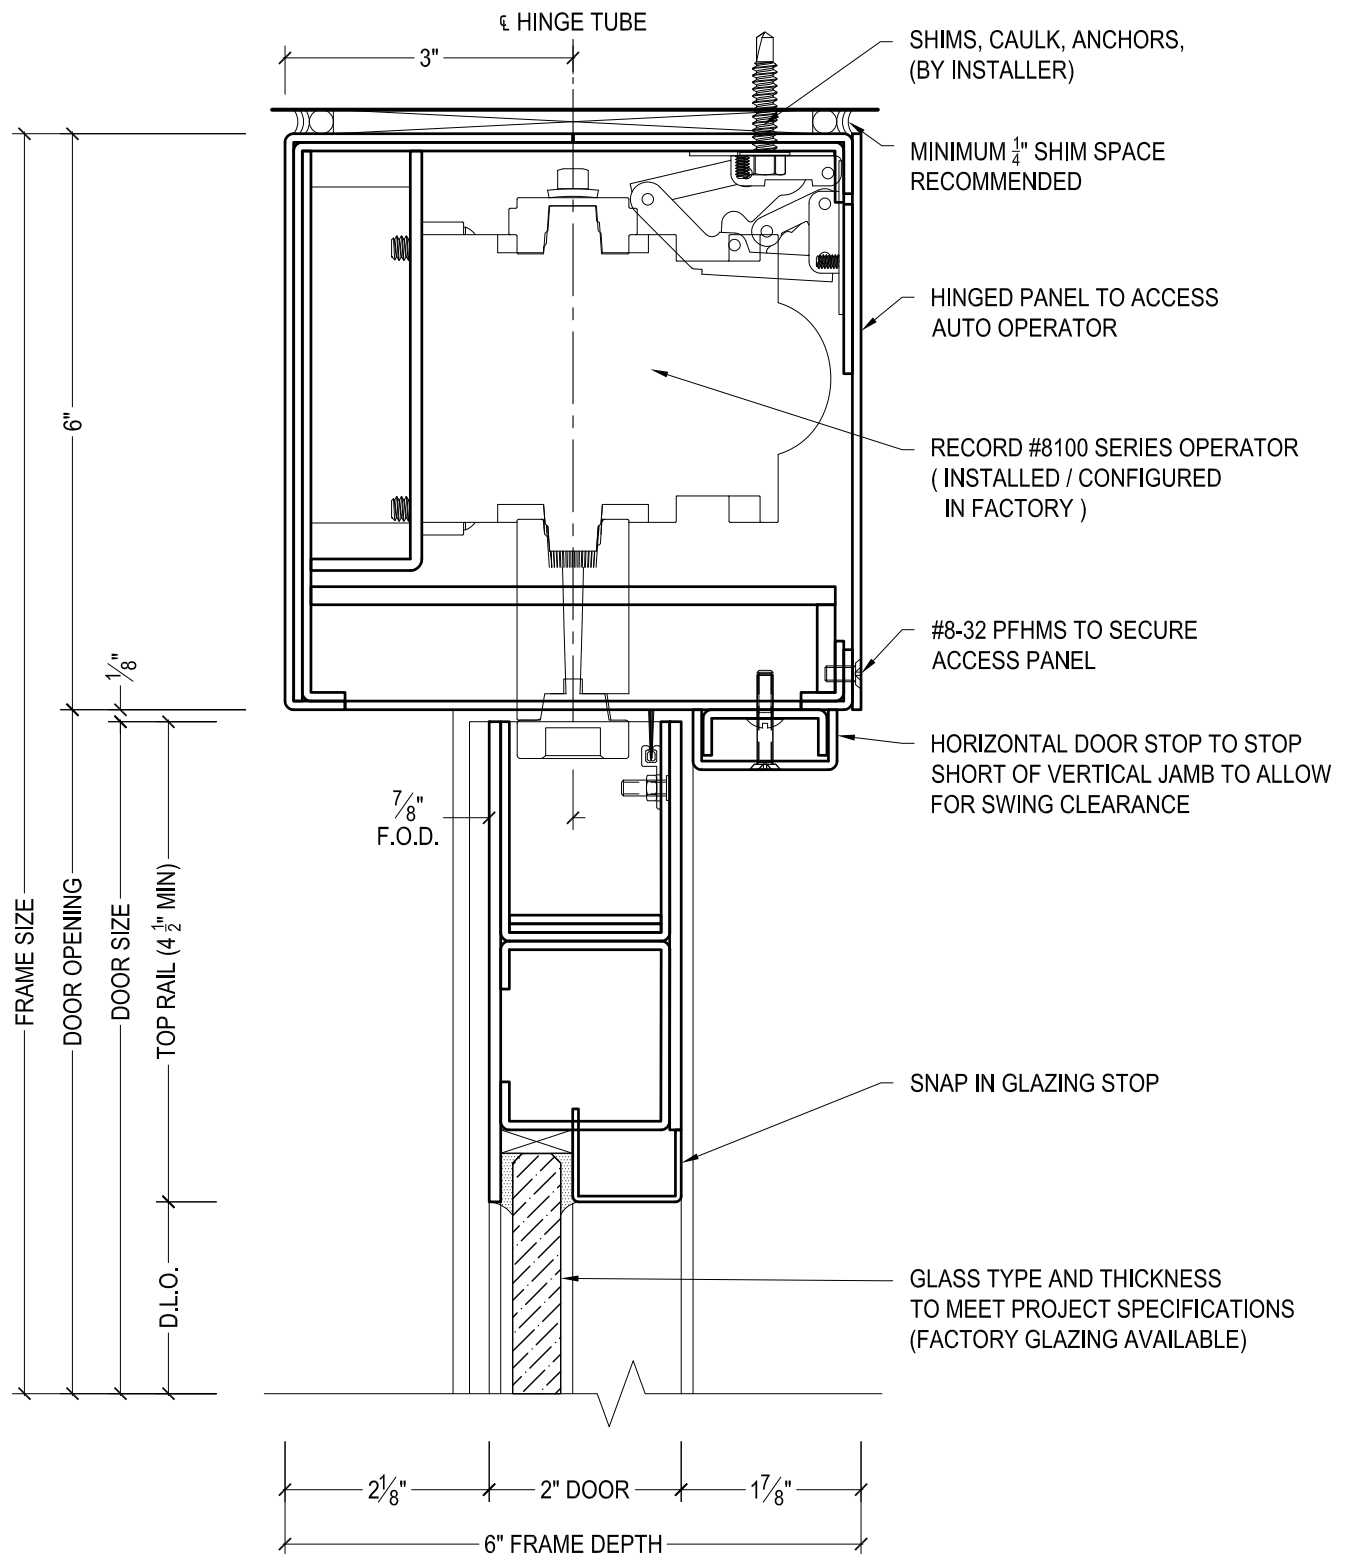 ℄ HINGE TUBE
3"
SHIMS, CAULK, ANCHORS,
(BY INSTALLER)
MINIMUM 1/4" SHIM SPACE
RECOMMENDED
HINGED PANEL TO ACCESS
AUTO OPERATOR
6"
RECORD #8100 SERIES OPERATOR
( INSTALLED / CONFIGURED
IN FACTORY )
#8-32 PFHMS TO SECURE
ACCESS PANEL
1/8"
HORIZONTAL DOOR STOP TO STOP
SHORT OF VERTICAL JAMB TO ALLOW
FOR SWING CLEARANCE
7/8"
F.O.D.
FRAME SIZE
DOOR OPENING
DOOR SIZE
TOP RAIL (4 1/2" MIN)
SNAP IN GLAZING STOP
D.L.O.
GLASS TYPE AND THICKNESS
TO MEET PROJECT SPECIFICATIONS
(FACTORY GLAZING AVAILABLE)
2 1/8"
2" DOOR
1 7/8"
6" FRAME DEPTH